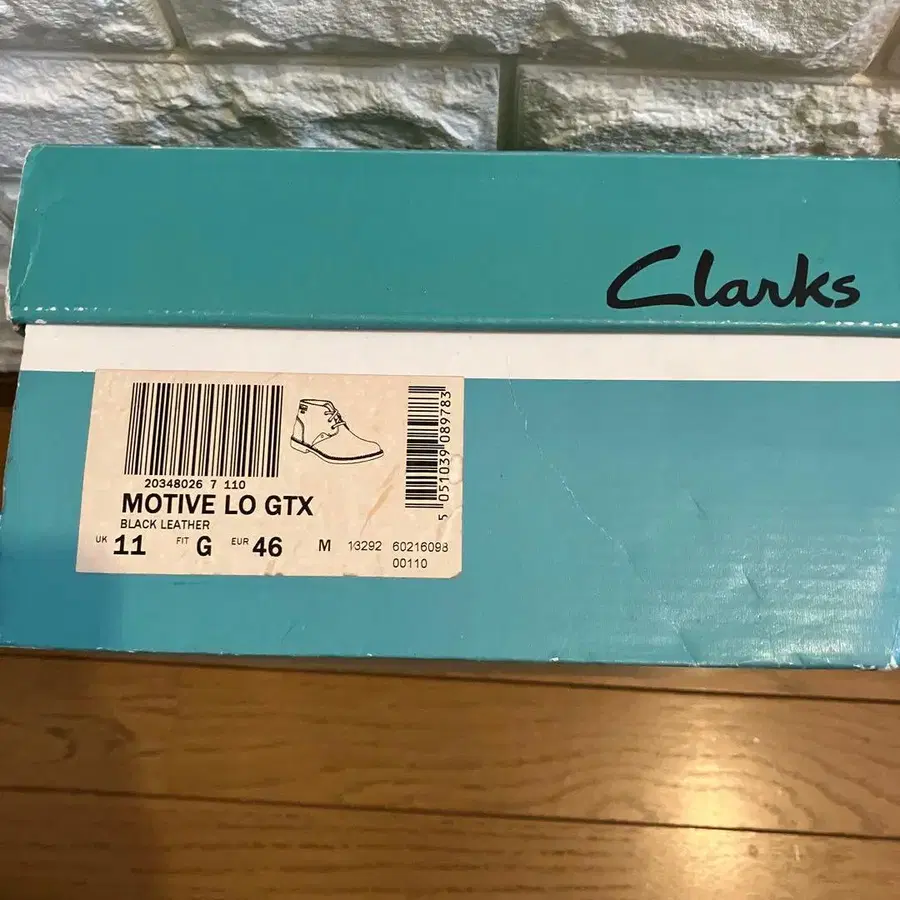 Clarks
20348026 7 110
MOTIVE LO GTX
BLACK LEATHER
UK 11 FIT G EUR 46 M 13292 60216098
00110
5 051039 089783